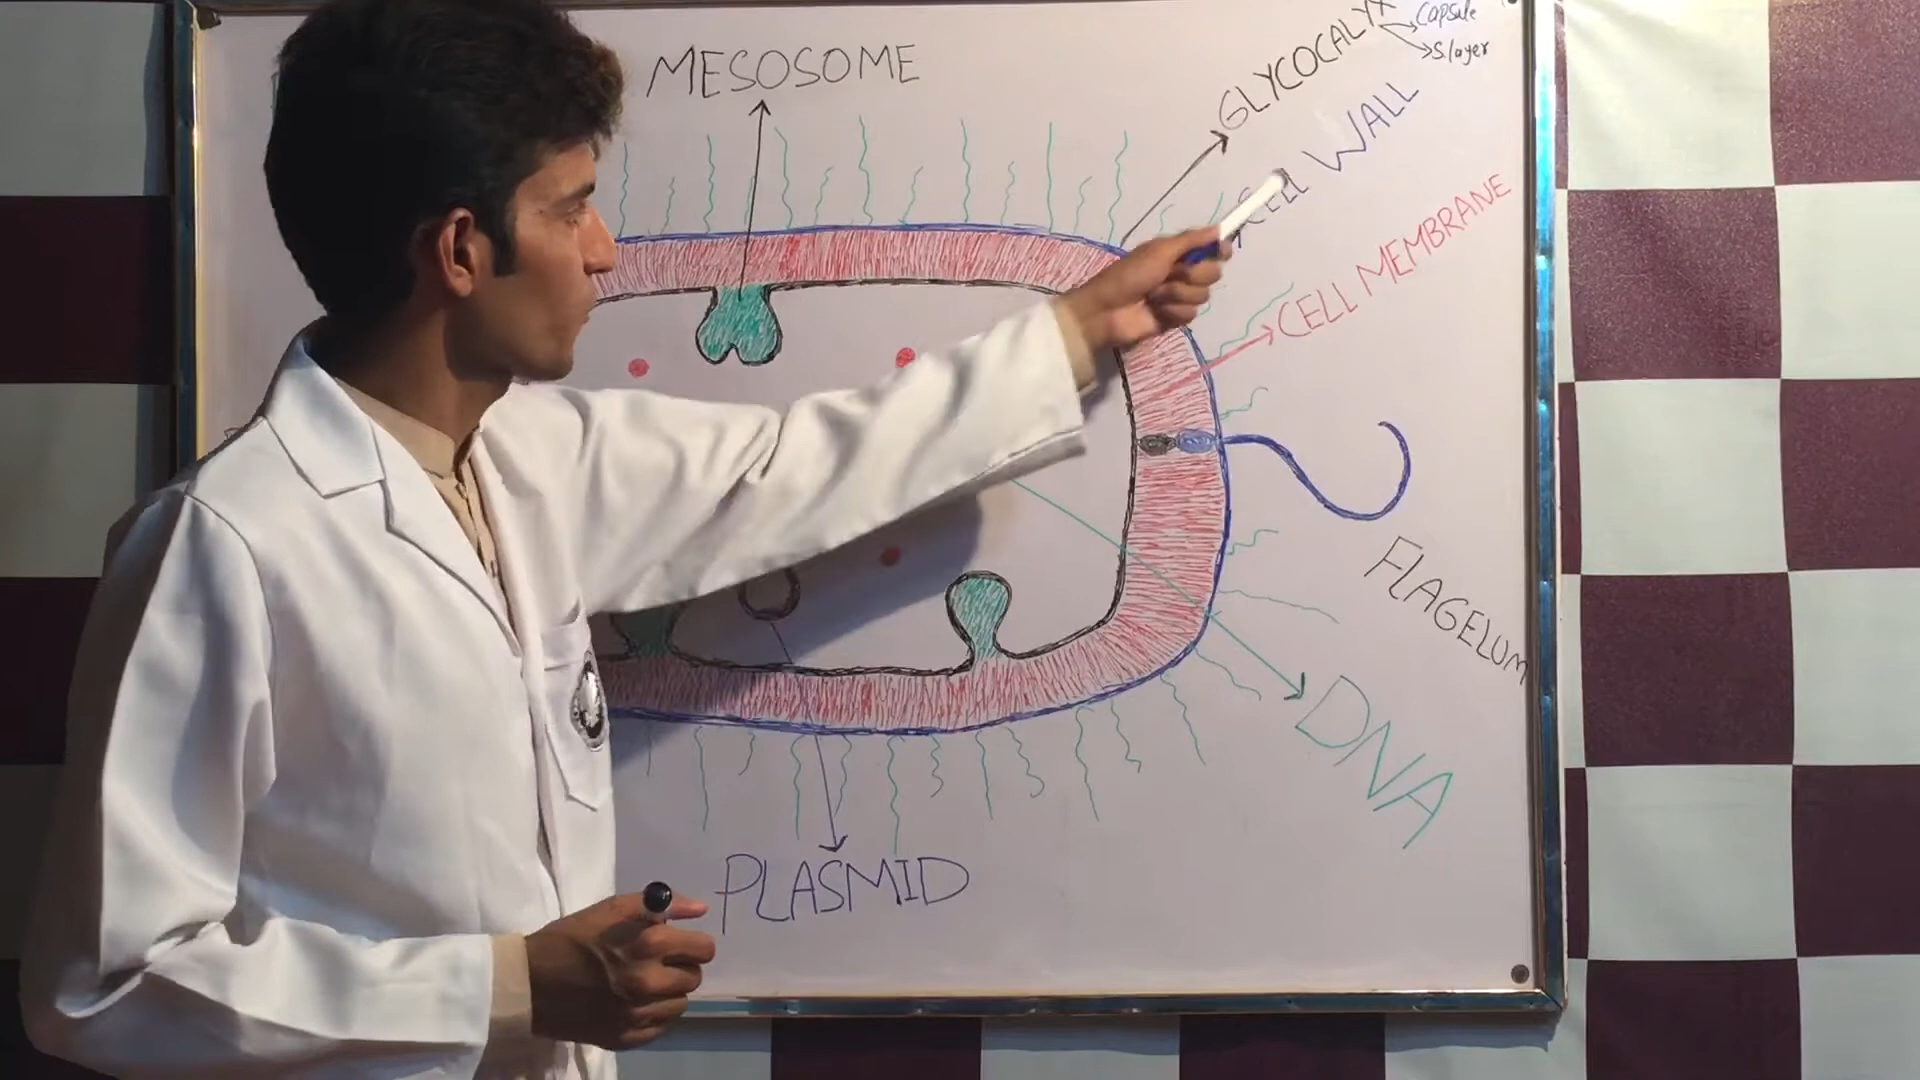 MESOSOME
GLYCOCALYX
Capsule
S.layer
CELL WALL
CELL MEMBRANE
FLAGELUM
DNA
PLASMID